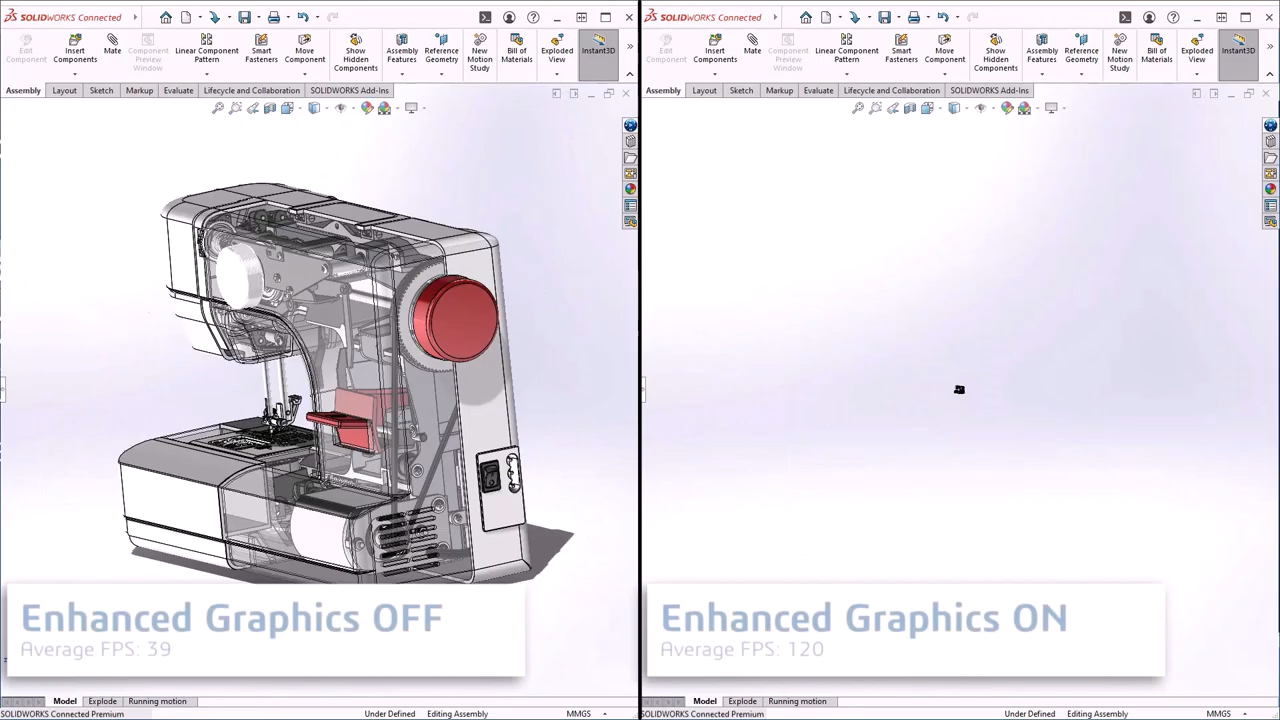 SOLIDWORKS Connected
Edit Component
Insert Components
Mate
Component Preview Window
Linear Component Pattern
Smart Fasteners
Move Component
Show Hidden Components
Assembly Features
Reference Geometry
New Motion Study
Bill of Materials
Exploded View
Instant3D
Assembly Layout Sketch Markup Evaluate Lifecycle and Collaboration SOLIDWORKS Add-Ins
Enhanced Graphics OFF
Average FPS: 39
Model Explode Running motion
SOLIDWORKS Connected Premium Under Defined Editing Assembly MMGS
SOLIDWORKS Connected
Edit Component
Insert Components
Mate
Component Preview Window
Linear Component Pattern
Smart Fasteners
Move Component
Show Hidden Components
Assembly Features
Reference Geometry
New Motion Study
Bill of Materials
Exploded View
Instant3D
Assembly Layout Sketch Markup Evaluate Lifecycle and Collaboration SOLIDWORKS Add-Ins
Enhanced Graphics ON
Average FPS: 120
Model Explode Running motion
SOLIDWORKS Connected Premium Under Defined Editing Assembly MMGS